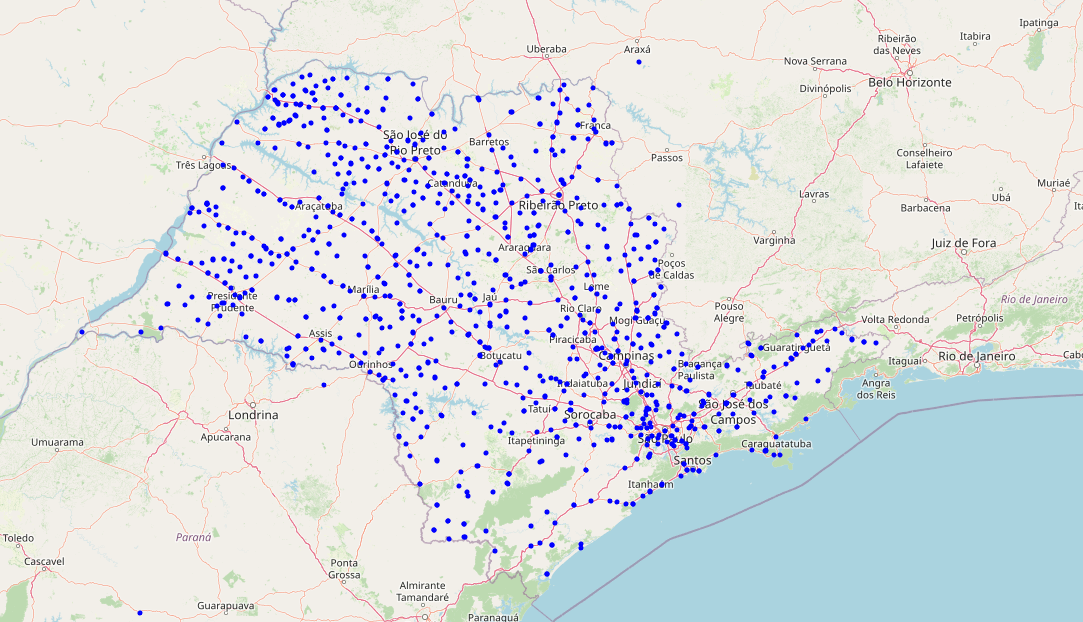 Ipatinga
Ribeirão
das Neves
Itabira
Uberaba
Araxá
Nova Serrana
Belo Horizonte
Divinópolis
Franca
São José do
Rio Preto
Barretos
Passos
Conselheiro
Lafaiete
Três Lagoas
Catanduva
Muriaé
Lavras
Ubá
Araçatuba
Ribeirão Preto
Barbacena
Ita
Varginha
Juiz de Fora
Araraquara
São Carlos
Poços
de Caldas
Leme
Presidente
Prudente
Marília
Bauru
Jaú
Rio Claro
Mogi Guaçu
Pouso
Alegre
Rio de Janeiro
Volta Redonda
Petrópolis
Assis
Piracicaba
Guaratinguetá
Botucatu
Campinas
Itaguaí
Rio de Janeiro
Cabo
Ourinhos
Bragança
Paulista
Indaiatuba
Jundiaí
Taubaté
Angra
dos Reis
Londrina
Tatuí
Sorocaba
São José dos
Campos
Apucarana
Umuarama
Itapetininga
São Paulo
Caraguatatuba
Santos
Itanhaém
Toledo
Paraná
Cascavel
Ponta
Grossa
Almirante
Tamandaré
Guarapuava
Paranaguá